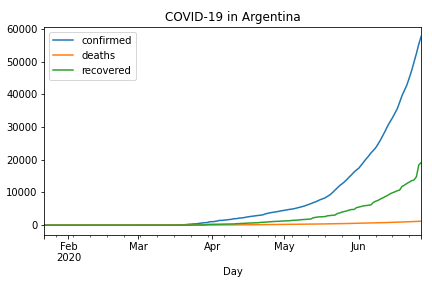 COVID-19 in Argentina
confirmed
deaths
recovered
60000
50000
40000
30000
20000
10000
0
Feb Mar Apr May Jun
2020
Day